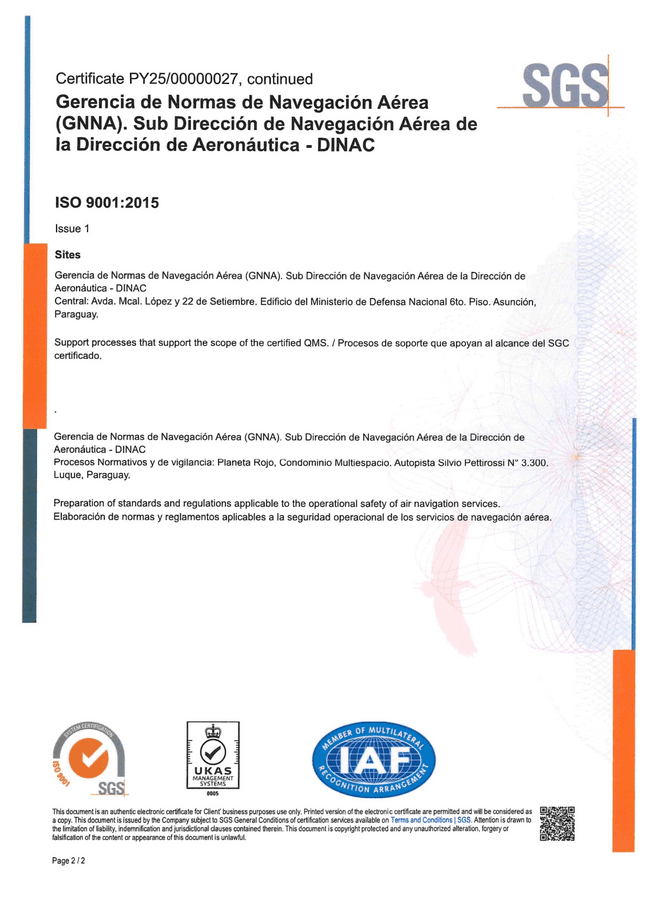 Certificate PY25/00000027, continued
SGS
Gerencia de Normas de Navegación Aérea
(GNNA). Sub Dirección de Navegación Aérea de
la Dirección de Aeronáutica - DINAC
ISO 9001:2015
Issue 1
Sites
Gerencia de Normas de Navegación Aérea (GNNA). Sub Dirección de Navegación Aérea de la Dirección de
Aeronáutica - DINAC
Central: Avda. Mcal. López y 22 de Setiembre. Edificio del Ministerio de Defensa Nacional 6to. Piso. Asunción,
Paraguay.
Support processes that support the scope of the certified QMS. / Procesos de soporte que apoyan al alcance del SGC
certificado.
.
Gerencia de Normas de Navegación Aérea (GNNA). Sub Dirección de Navegación Aérea de la Dirección de
Aeronáutica - DINAC
Procesos Normativos y de vigilancia: Planeta Rojo, Condominio Multiespacio. Autopista Silvio Pettirossi N° 3.300.
Luque, Paraguay.
Preparation of standards and regulations applicable to the operational safety of air navigation services.
Elaboración de normas y reglamentos aplicables a la seguridad operacional de los servicios de navegación aérea.
SYSTEM CERTIFICATION
ISO 9001
SGS
UKAS
MANAGEMENT
SYSTEMS
0005
MEMBER OF MULTILATERAL
IAF
RECOGNITION ARRANGEMENT
This document is an authentic electronic certificate for Client' business purposes use only. Printed version of the electronic certificate are permitted and will be considered as
a copy. This document is issued by the Company subject to SGS General Conditions of certification services available on Terms and Conditions | SGS. Attention is drawn to
the limitation of liability, indemnification and jurisdictional clauses contained therein. This document is copyright protected and any unauthorized alteration, forgery or
falsification of the content or appearance of this document is unlawful.
Page 2 / 2